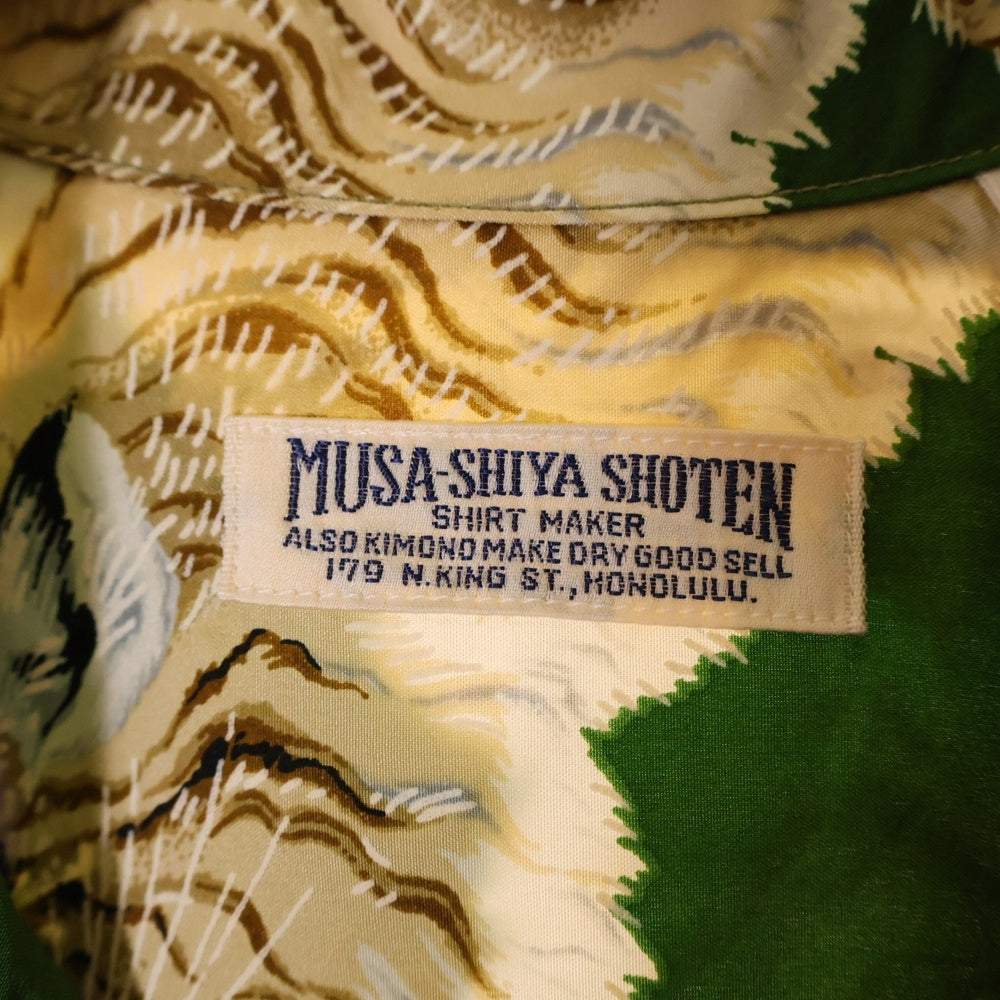 MUSA-SHIYA SHOTEN
SHIRT MAKER
ALSO KIMONO MAKE DRY GOOD SELL
179 N.KING ST., HONOLULU.